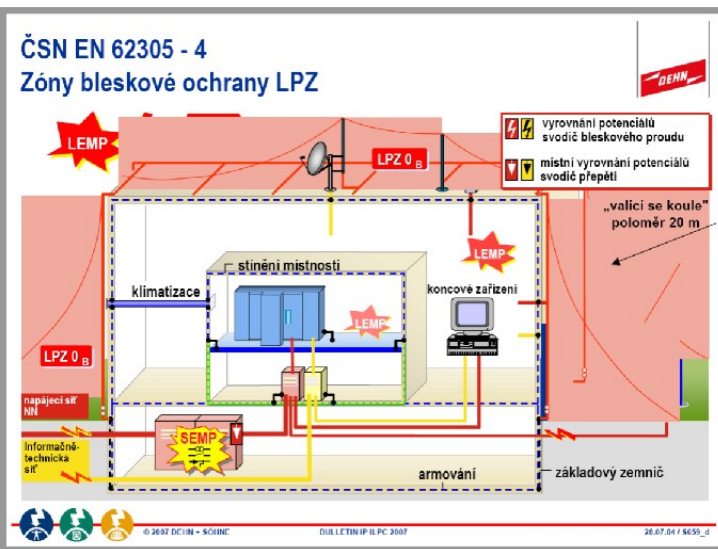 ČSN EN 62305 - 4
Zóny bleskové ochrany LPZ
DEHN
LEMP
LPZ 0 B
vyrovnání potenciálů
svodič bleskového proudu
místní vyrovnání potenciálů
svodič přepětí
„valící se koule"
poloměr 20 m
LEMP
stínění místnosti
klimatizace
koncové zařízení
LEMP
LPZ 0 B
napájecí síť
NN
SEMP
Informačně-
technická
síť
armování
základový zemnič
© 2007 DEHN + SÖHNE
BULLETIN IP ILPC 2007
20.07.04 / S659_d